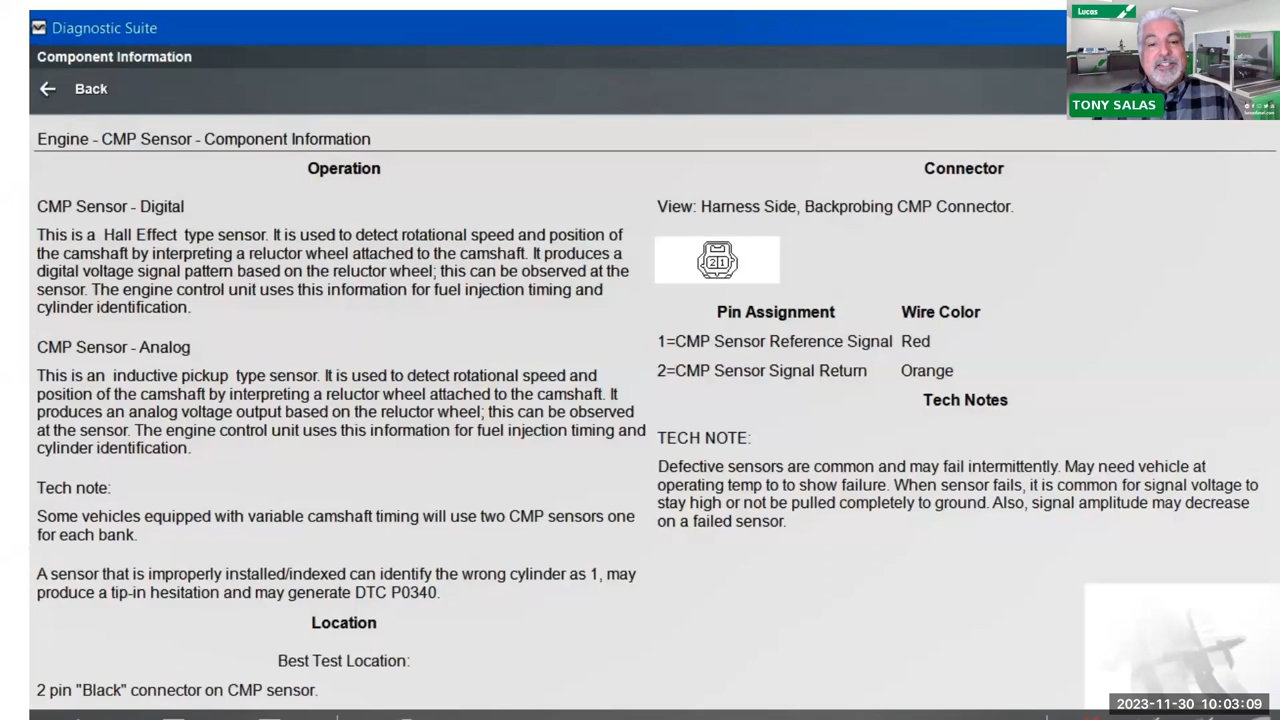 Diagnostic Suite
Component Information
Back
Engine - CMP Sensor - Component Information
Operation
CMP Sensor - Digital
This is a Hall Effect type sensor. It is used to detect rotational speed and position of
the camshaft by interpreting a reluctor wheel attached to the camshaft. It produces a
digital voltage signal pattern based on the reluctor wheel; this can be observed at the
sensor. The engine control unit uses this information for fuel injection timing and
cylinder identification.
CMP Sensor - Analog
This is an inductive pickup type sensor. It is used to detect rotational speed and
position of the camshaft by interpreting a reluctor wheel attached to the camshaft. It
produces an analog voltage output based on the reluctor wheel; this can be observed
at the sensor. The engine control unit uses this information for fuel injection timing and
cylinder identification.
Tech note:
Some vehicles equipped with variable camshaft timing will use two CMP sensors one
for each bank.
A sensor that is improperly installed/indexed can identify the wrong cylinder as 1, may
produce a tip-in hesitation and may generate DTC P0340.
Location
Best Test Location:
2 pin "Black" connector on CMP sensor.
Connector
View: Harness Side, Backprobing CMP Connector.
2 1
Pin Assignment Wire Color
1=CMP Sensor Reference Signal Red
2=CMP Sensor Signal Return Orange
Tech Notes
TECH NOTE:
Defective sensors are common and may fail intermittently. May need vehicle at
operating temp to to show failure. When sensor fails, it is common for signal voltage to
stay high or not be pulled completely to ground. Also, signal amplitude may decrease
on a failed sensor.
Lucas
TONY SALAS
2023-11-30 10:03:09